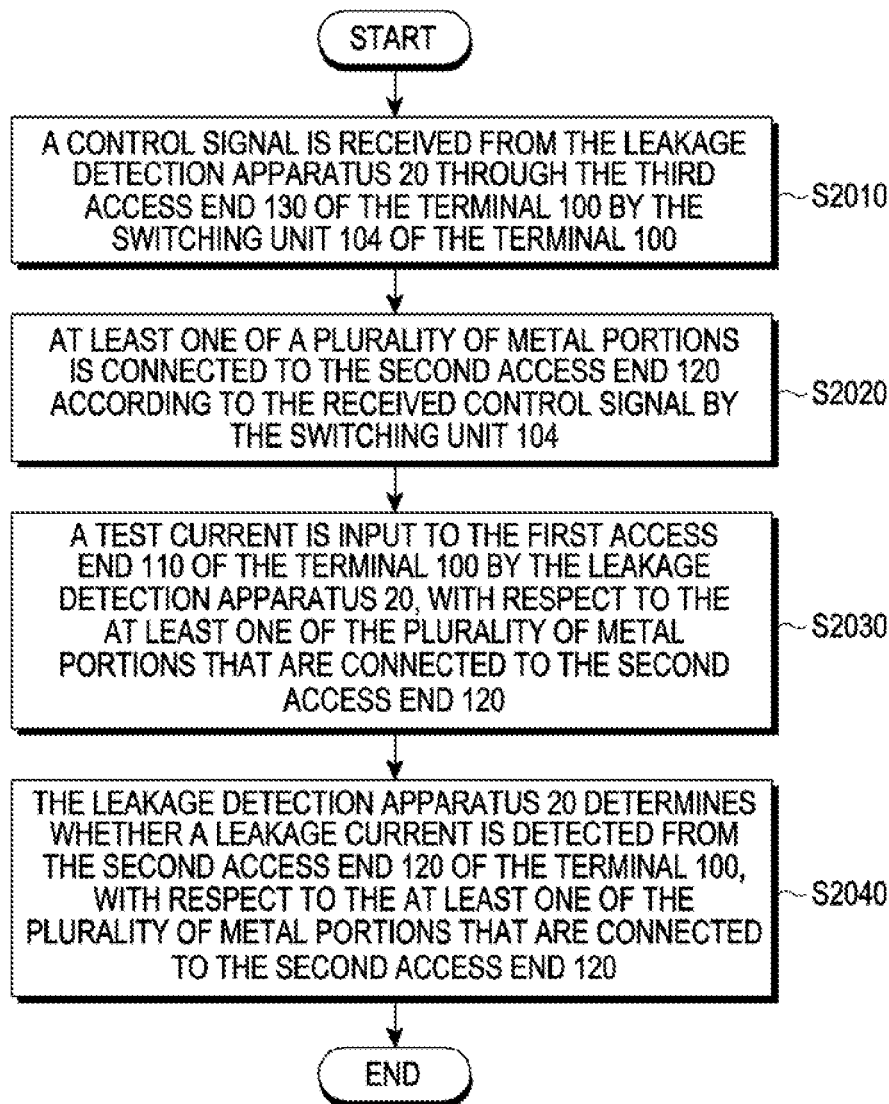 START
A CONTROL SIGNAL IS RECEIVED FROM THE LEAKAGE
DETECTION APPARATUS 20 THROUGH THE THIRD
ACCESS END 130 OF THE TERMINAL 100 BY THE
SWITCHING UNIT 104 OF THE TERMINAL 100
S2010
AT LEAST ONE OF A PLURALITY OF METAL PORTIONS
IS CONNECTED TO THE SECOND ACCESS END 120
ACCORDING TO THE RECEIVED CONTROL SIGNAL BY
THE SWITCHING UNIT 104
S2020
A TEST CURRENT IS INPUT TO THE FIRST ACCESS
END 110 OF THE TERMINAL 100 BY THE LEAKAGE
DETECTION APPARATUS 20, WITH RESPECT TO THE
AT LEAST ONE OF THE PLURALITY OF METAL
PORTIONS THAT ARE CONNECTED TO THE SECOND
ACCESS END 120
S2030
THE LEAKAGE DETECTION APPARATUS 20 DETERMINES
WHETHER A LEAKAGE CURRENT IS DETECTED FROM
THE SECOND ACCESS END 120 OF THE TERMINAL 100,
WITH RESPECT TO THE AT LEAST ONE OF THE
PLURALITY OF METAL PORTIONS THAT ARE CONNECTED
TO THE SECOND ACCESS END 120
S2040
END